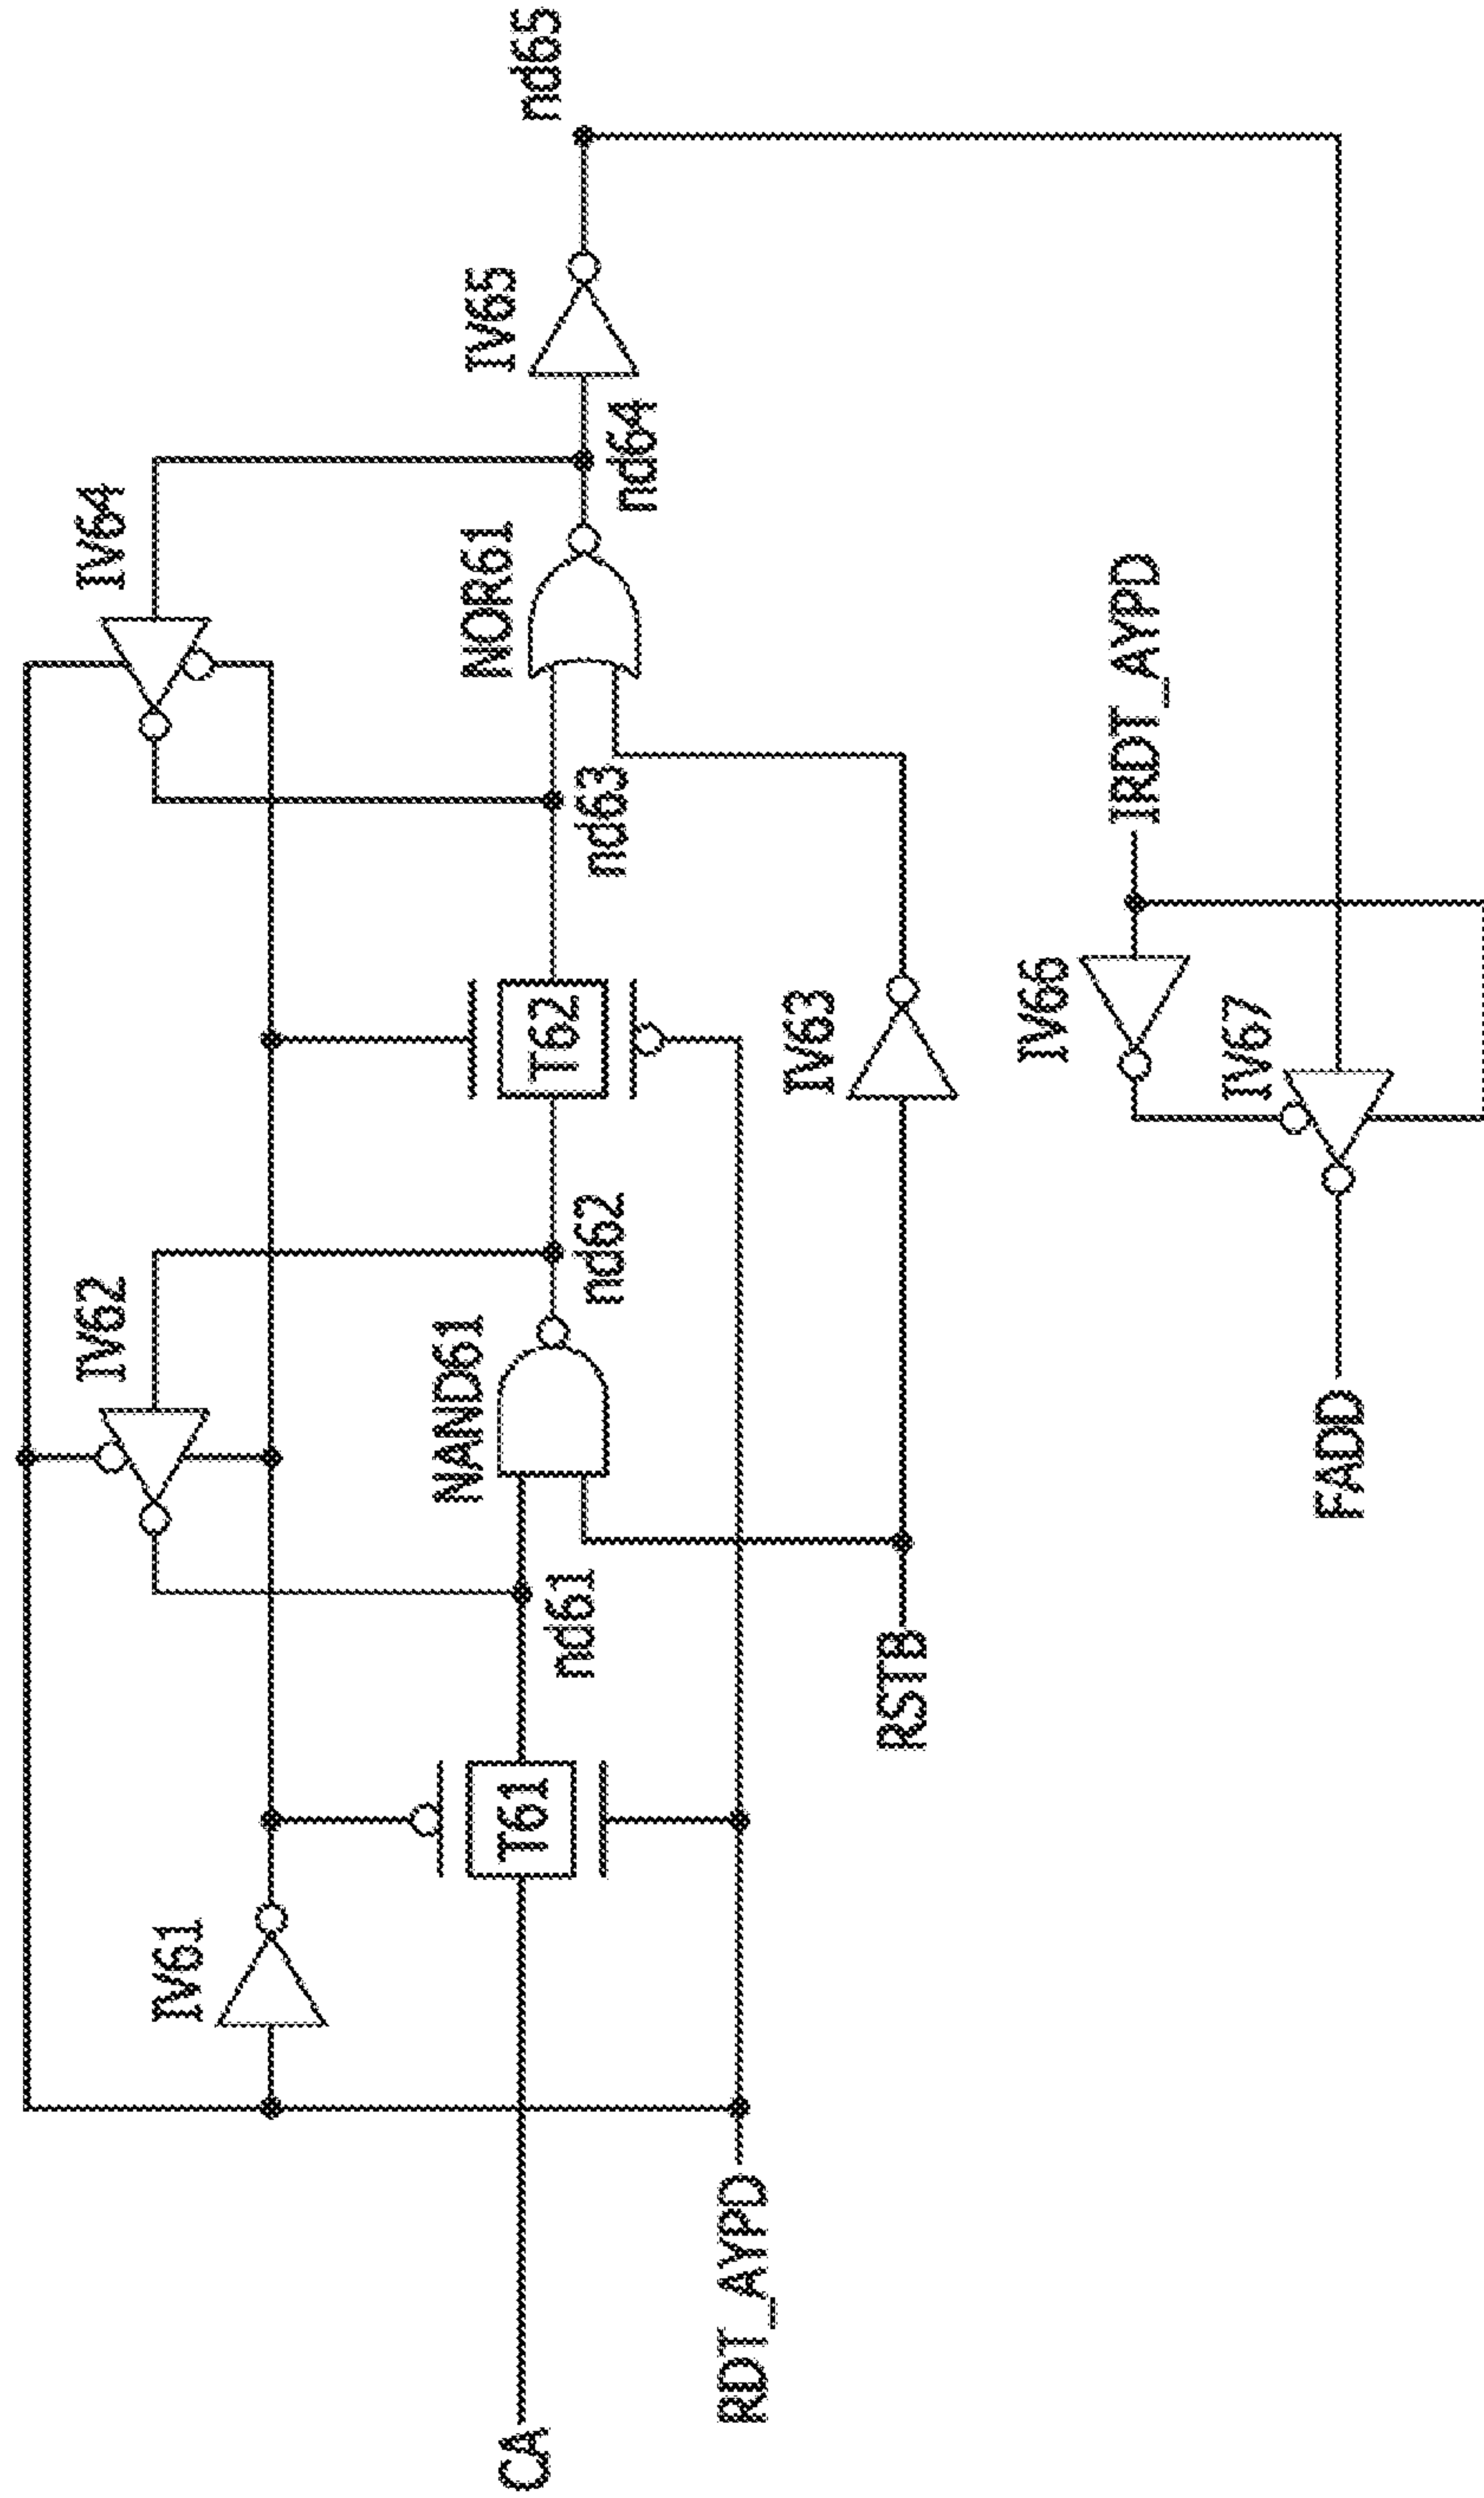 IV64
nd65
IV62
IV65
IV61
NOR61
nd64
NAND61
nd63
T62
nd62
T61
nd61
CA
IV63
RDT_AYPD
RSTB
IRDT_AYPD
IV66
IV67
FADD